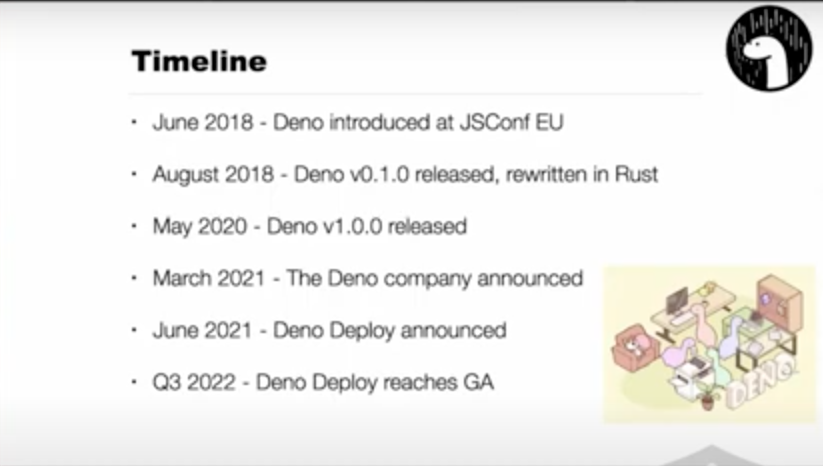 Timeline
· June 2018 - Deno introduced at JSConf EU
· August 2018 - Deno v0.1.0 released, rewritten in Rust
· May 2020 - Deno v1.0.0 released
· March 2021 - The Deno company announced
· June 2021 - Deno Deploy announced
· Q3 2022 - Deno Deploy reaches GA
DENO